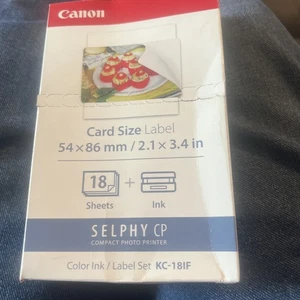 Canon
Card Size Label
54 × 86 mm / 2.1 × 3.4 in
18
Sheets
+
Ink
SELPHY CP
COMPACT PHOTO PRINTER
Color Ink / Label Set KC-18IF